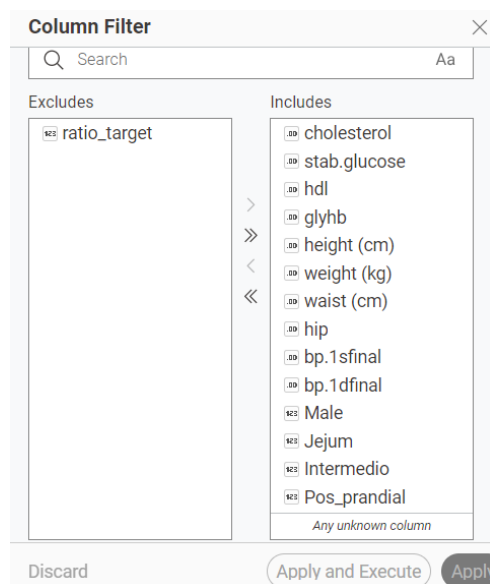 Column Filter
Search Aa
Excludes
ratio_target
Includes
cholesterol
stab.glucose
hdl
glyhb
height (cm)
weight (kg)
waist (cm)
hip
bp.1sfinal
bp.1dfinal
Male
Jejum
Intermedio
Pos_prandial
Any unknown column
Discard
Apply and Execute
Apply